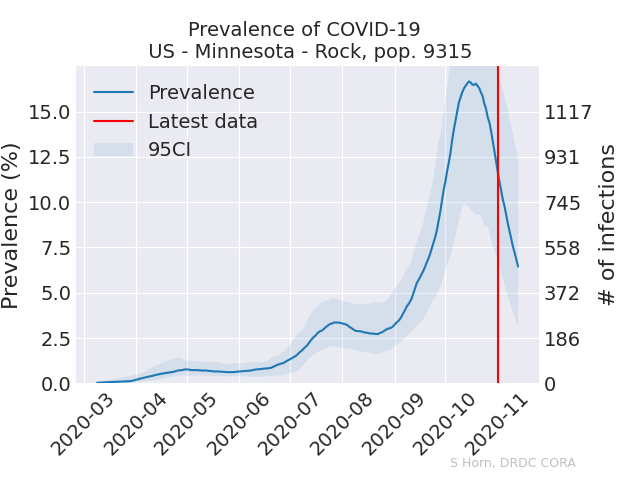 Prevalence of COVID-19
US - Minnesota - Rock, pop. 9315
Prevalence
Latest data
95CI
Prevalence (%)
15.0
12.5
10.0
7.5
5.0
2.5
0.0
1117
931
745
558
372
186
0
# of infections
2020-03
2020-04
2020-05
2020-06
2020-07
2020-08
2020-09
2020-10
2020-11
S Horn, DRDC CORA